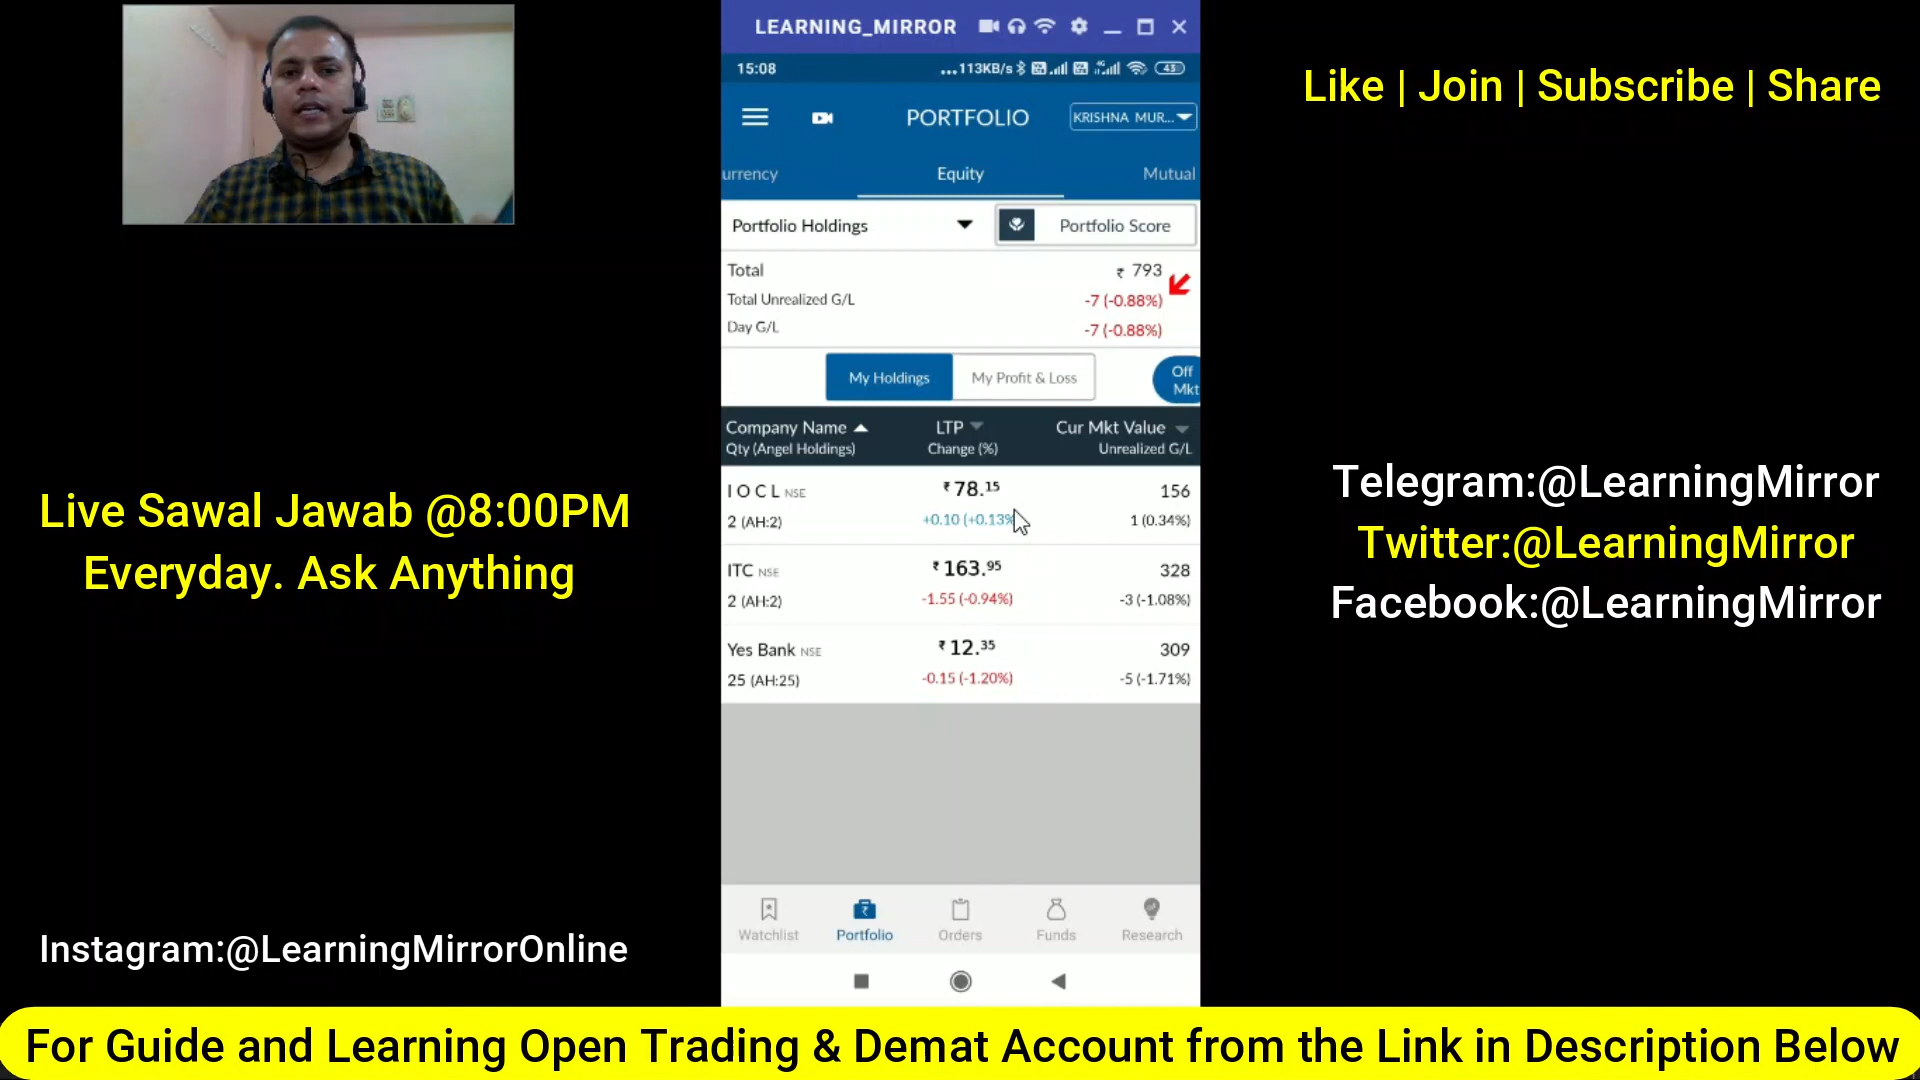 LEARNING_MIRROR
15:08
...113KB/s
43
PORTFOLIO
KRISHNA MUR...
urrency
Equity
Mutual
Portfolio Holdings
Portfolio Score
Total
₹ 793
Total Unrealized G/L
-7 (-0.88%)
Day G/L
-7 (-0.88%)
My Holdings
My Profit & Loss
Off
Mkt
Company Name
LTP
Cur Mkt Value
Qty (Angel Holdings)
Change (%)
Unrealized G/L
I O C L NSE
₹ 78.15
156
2 (AH:2)
+0.10 (+0.13%
1 (0.34%)
ITC NSE
₹ 163.95
328
2 (AH:2)
-1.55 (-0.94%)
-3 (-1.08%)
Yes Bank NSE
₹ 12.35
309
25 (AH:25)
-0.15 (-1.20%)
-5 (-1.71%)
Watchlist
Portfolio
Orders
Funds
Research
Like | Join | Subscribe | Share
Live Sawal Jawab @8:00PM
Everyday. Ask Anything
Telegram:@LearningMirror
Twitter:@LearningMirror
Facebook:@LearningMirror
Instagram:@LearningMirrorOnline
For Guide and Learning Open Trading & Demat Account from the Link in Description Below